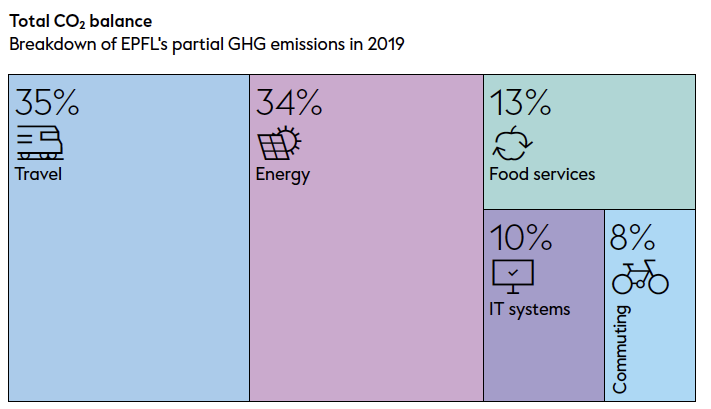 Total CO₂ balance
Breakdown of EPFL's partial GHG emissions in 2019
35%
Travel
34%
Energy
13%
Food services
10%
IT systems
8%
Commuting